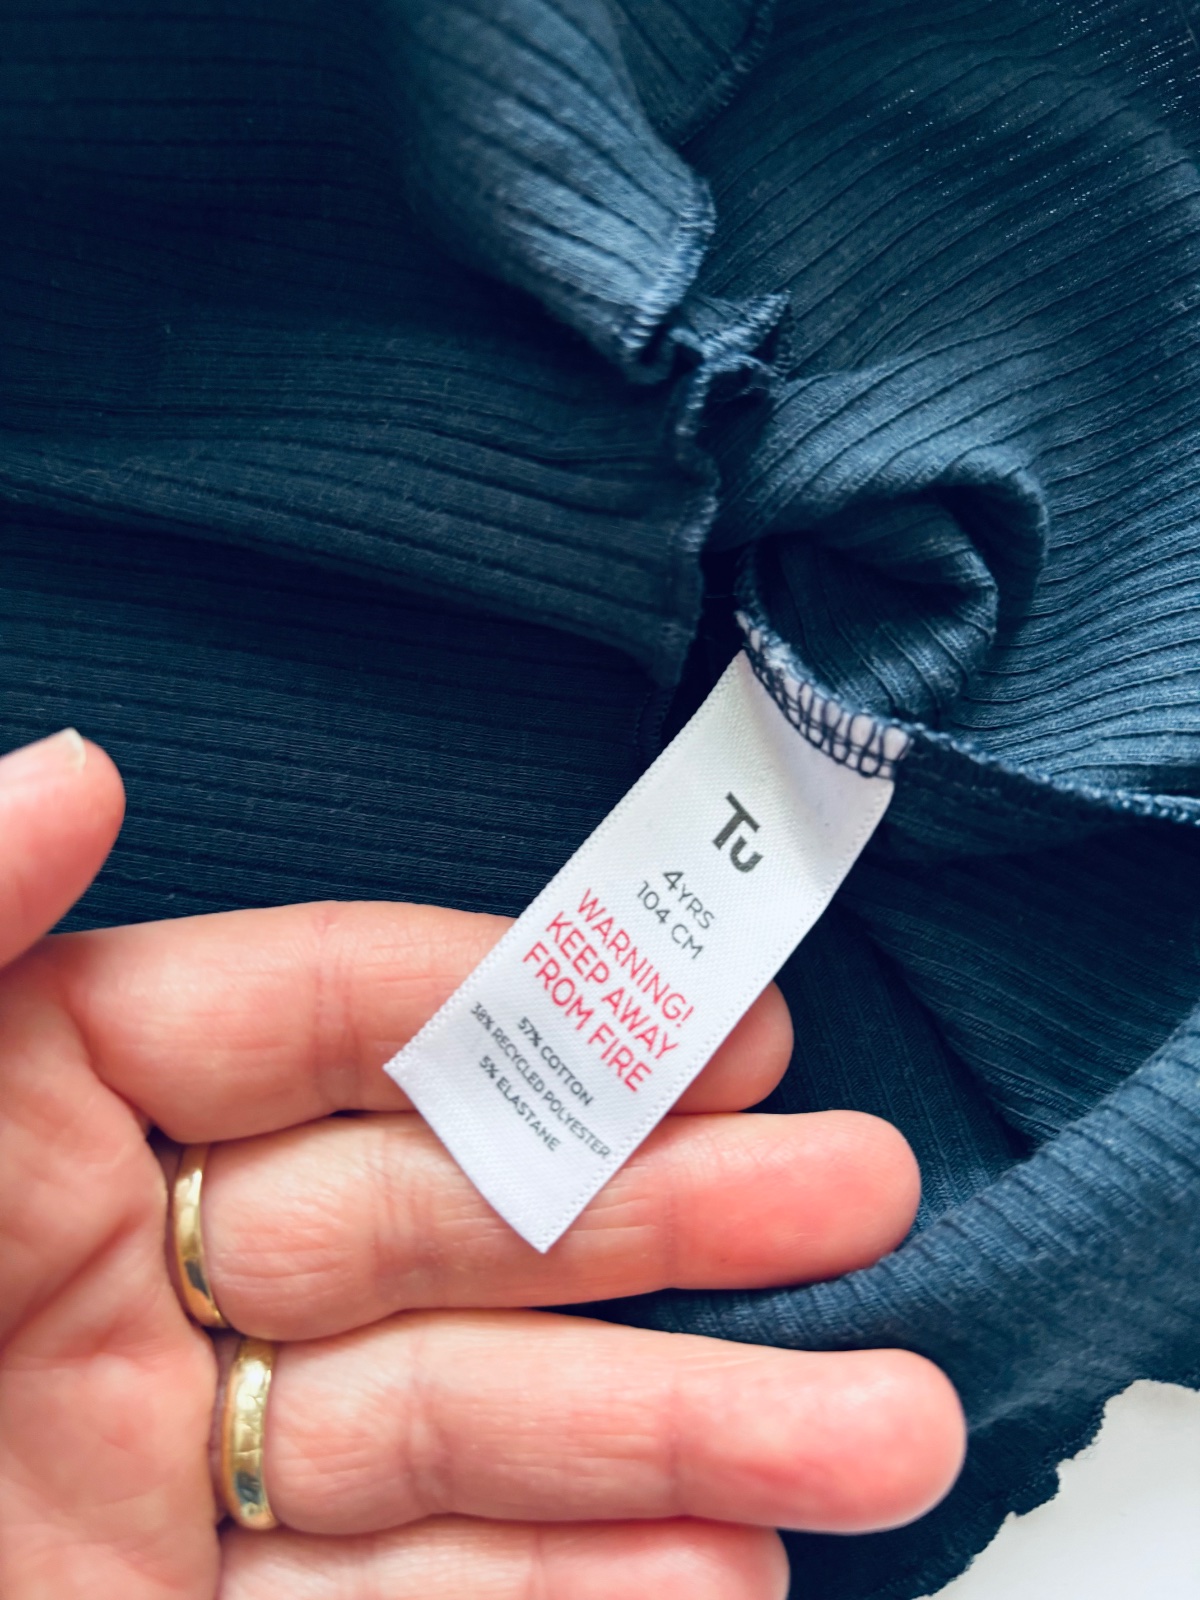 Tu
4YRS
104 CM
WARNING!
KEEP AWAY
FROM FIRE
57% COTTON
38% RECYCLED POLYESTER
5% ELASTANE